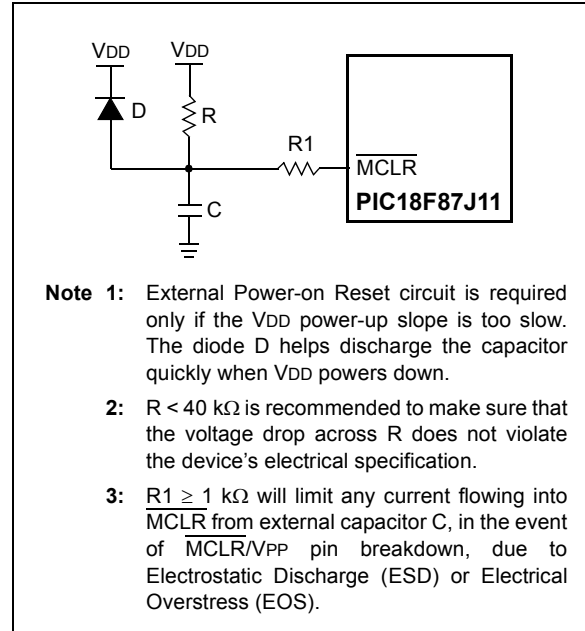 VDD VDD
D
R
R1
MCLR
PIC18F87J11
C
Note 1: External Power-on Reset circuit is required
only if the VDD power-up slope is too slow.
The diode D helps discharge the capacitor
quickly when VDD powers down.
2: R < 40 kΩ is recommended to make sure that
the voltage drop across R does not violate
the device's electrical specification.
3: R1 ≥ 1 kΩ will limit any current flowing into
MCLR from external capacitor C, in the event
of MCLR/VPP pin breakdown, due to
Electrostatic Discharge (ESD) or Electrical
Overstress (EOS).